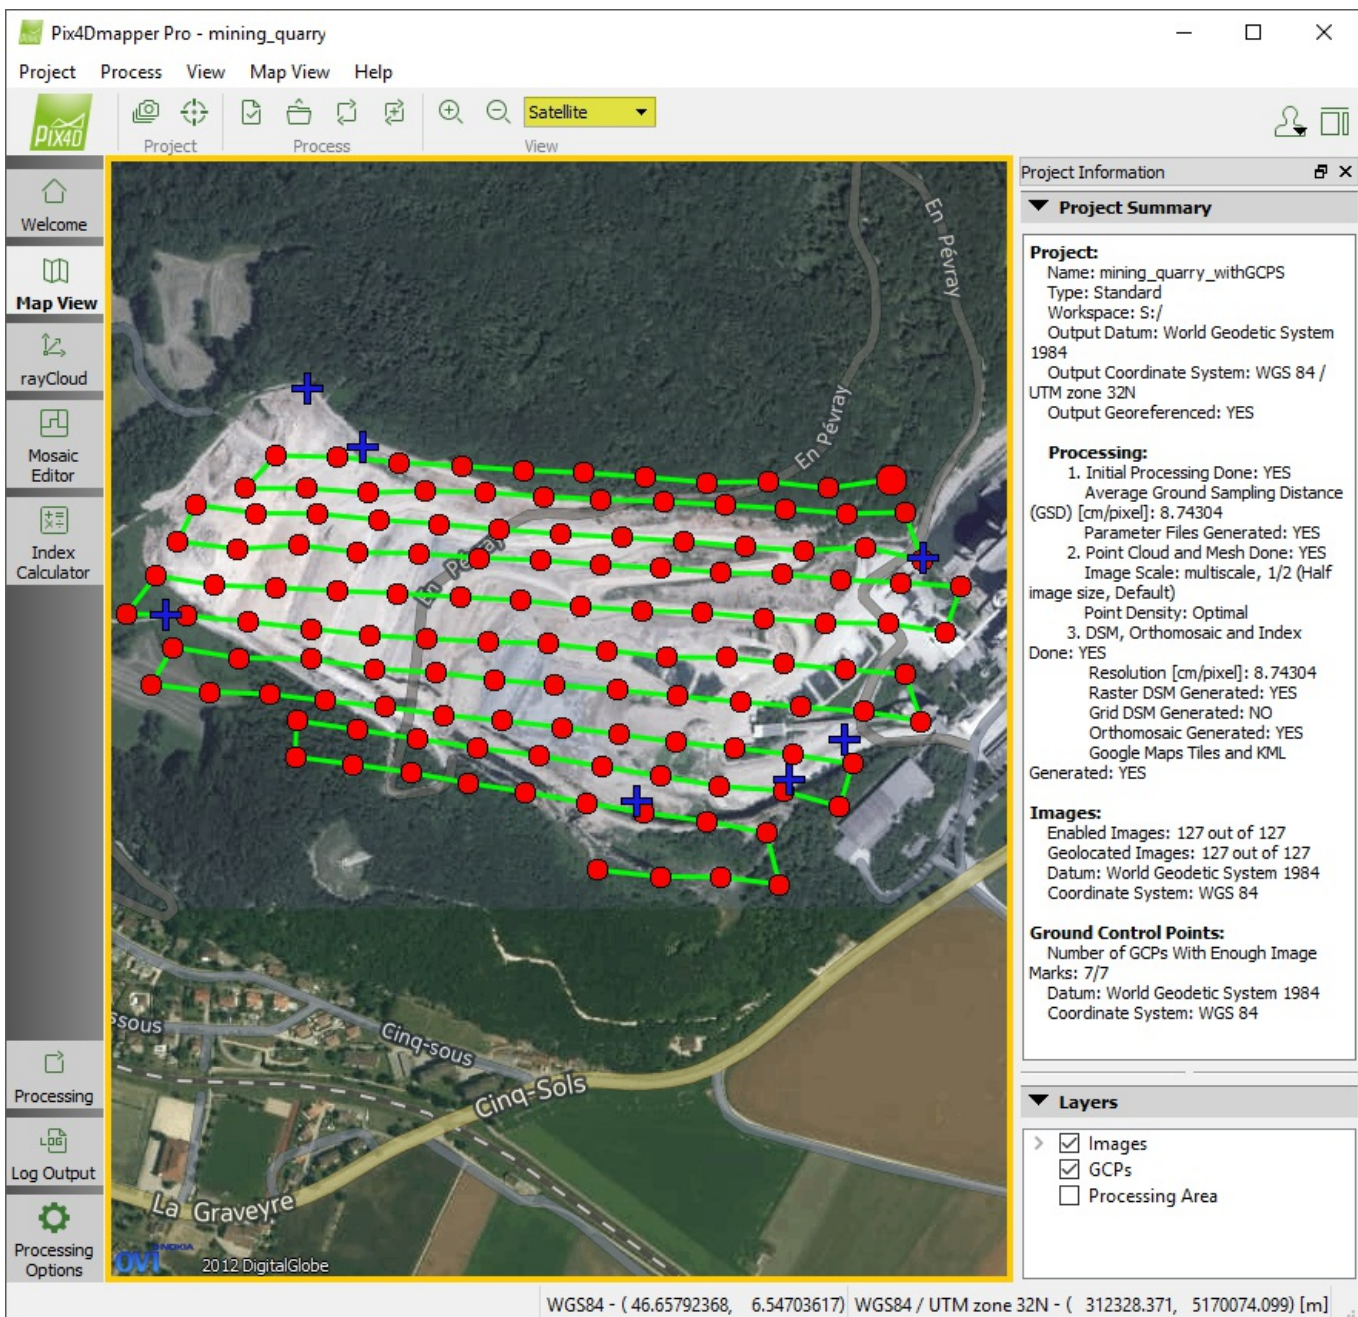 Pix4Dmapper Pro - mining_quarry
Project Process View Map View Help
PIX4D
Satellite
Project Process View
Welcome
Map View
rayCloud
Mosaic
Editor
Index
Calculator
Processing
LOG
Log Output
Processing
Options
En Pévray
En Pévray
En Pévray
ssous
Cinq-sous
Cinq-Sols
La Graveyre
OVI NOKIA
2012 DigitalGlobe
Project Information
Project Summary
Project:
Name: mining_quarry_withGCPS
Type: Standard
Workspace: S:/
Output Datum: World Geodetic System
1984
Output Coordinate System: WGS 84 /
UTM zone 32N
Output Georeferenced: YES
Processing:
1. Initial Processing Done: YES
Average Ground Sampling Distance
(GSD) [cm/pixel]: 8.74304
Parameter Files Generated: YES
2. Point Cloud and Mesh Done: YES
Image Scale: multiscale, 1/2 (Half
image size, Default)
Point Density: Optimal
3. DSM, Orthomosaic and Index
Done: YES
Resolution [cm/pixel]: 8.74304
Raster DSM Generated: YES
Grid DSM Generated: NO
Orthomosaic Generated: YES
Google Maps Tiles and KML
Generated: YES
Images:
Enabled Images: 127 out of 127
Geolocated Images: 127 out of 127
Datum: World Geodetic System 1984
Coordinate System: WGS 84
Ground Control Points:
Number of GCPs With Enough Image
Marks: 7/7
Datum: World Geodetic System 1984
Coordinate System: WGS 84
Layers
Images
GCPs
Processing Area
WGS84 - ( 46.65792368, 6.54703617) WGS84 / UTM zone 32N - ( 312328.371, 5170074.099) [m]